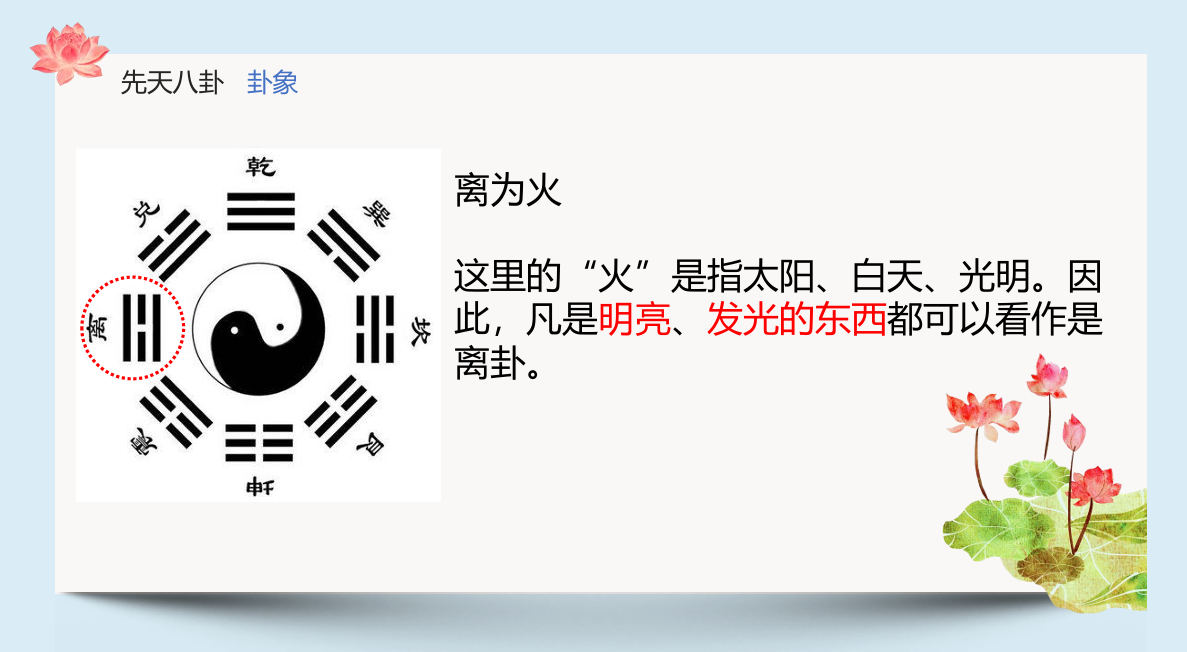 先天八卦 卦象
乾
兑
巽
离
坎
震
艮
坤
离为火
这里的“火”是指太阳、白天、光明。因
此，凡是明亮、发光的东西都可以看作是
离卦。